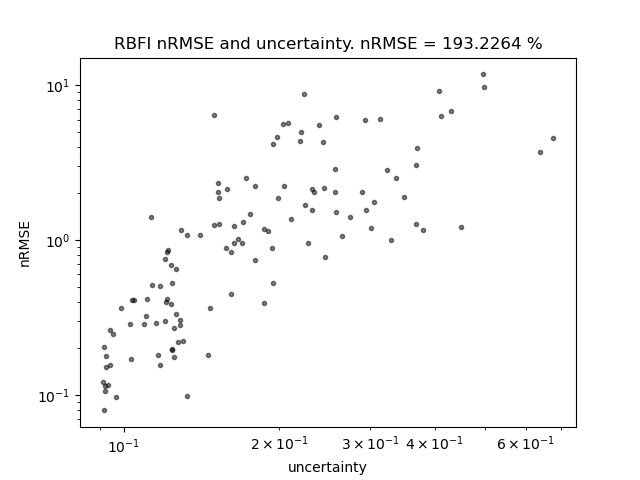 RBFI nRMSE and uncertainty. nRMSE = 193.2264 %
10¹
10⁰
10⁻¹
nRMSE
10⁻¹
2 × 10⁻¹
3 × 10⁻¹
4 × 10⁻¹
6 × 10⁻¹
uncertainty